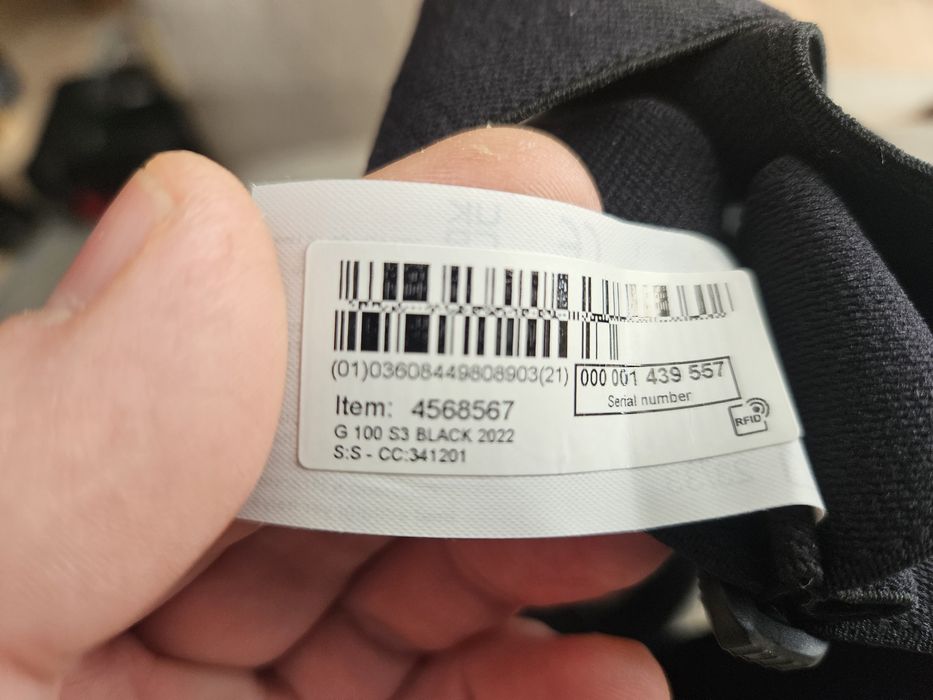 (01)03608449808903(21)
000 001 439 557
Serial number
Item: 4568567
G 100 S3 BLACK 2022
S:S - CC:341201
RFID